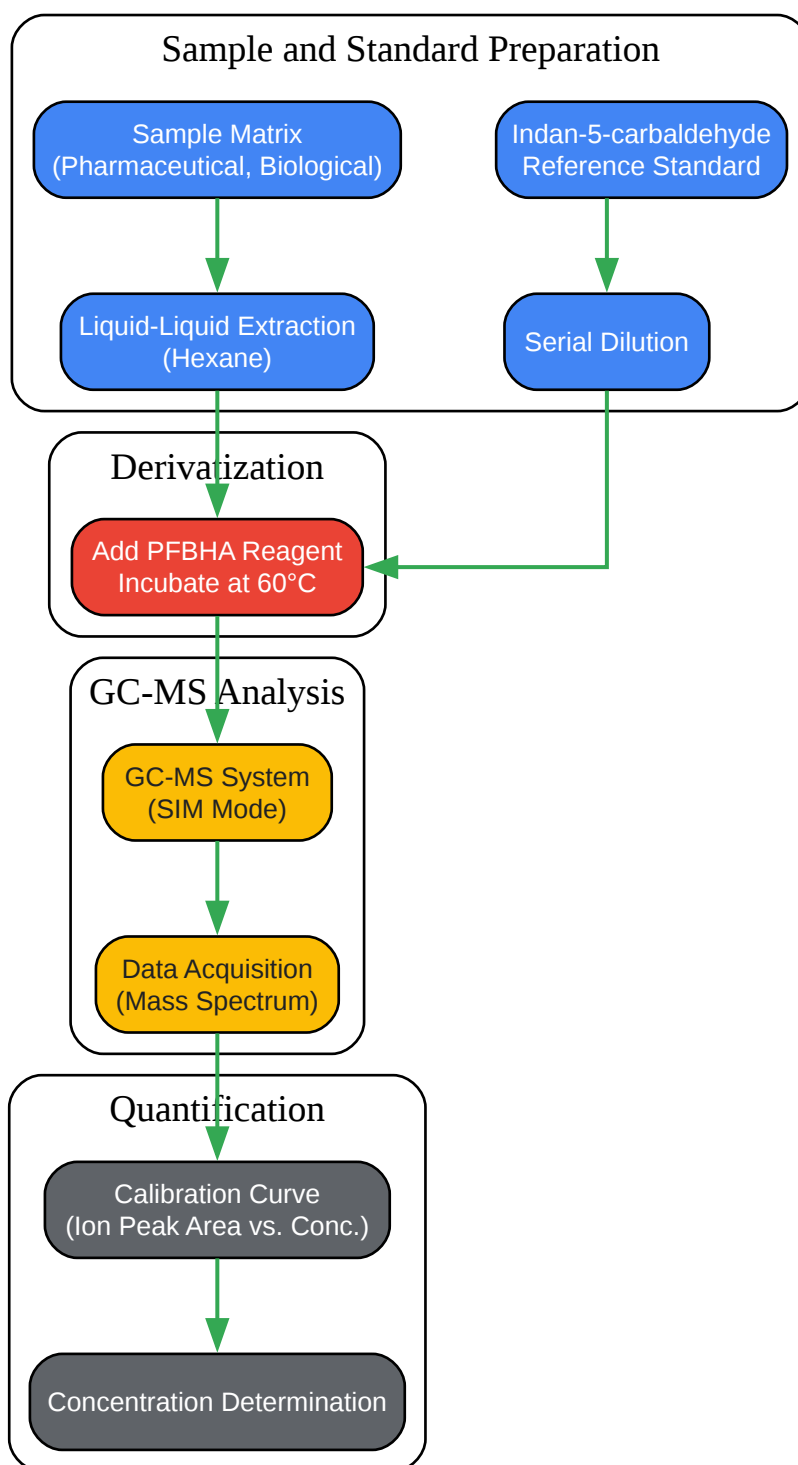 Sample and Standard Preparation
Sample Matrix
(Pharmaceutical, Biological)
Indan-5-carbaldehyde
Reference Standard
Liquid-Liquid Extraction
(Hexane)
Serial Dilution
Derivatization
Add PFBHA Reagent
Incubate at 60°C
GC-MS Analysis
GC-MS System
(SIM Mode)
Data Acquisition
(Mass Spectrum)
Quantification
Calibration Curve
(Ion Peak Area vs. Conc.)
Concentration Determination